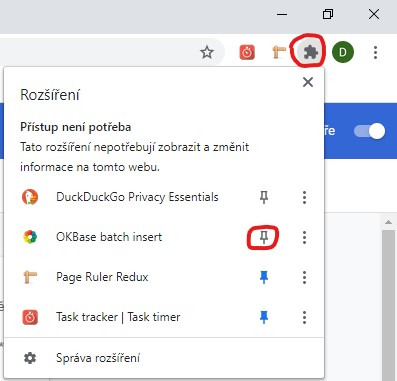 D
Rozšíření
Přístup není potřeba
Tato rozšíření nepotřebují zobrazit a změnit
informace na tomto webu.
DuckDuckGo Privacy Essentials
OKBase batch insert
Page Ruler Redux
Task tracker | Task timer
Správa rozšíření